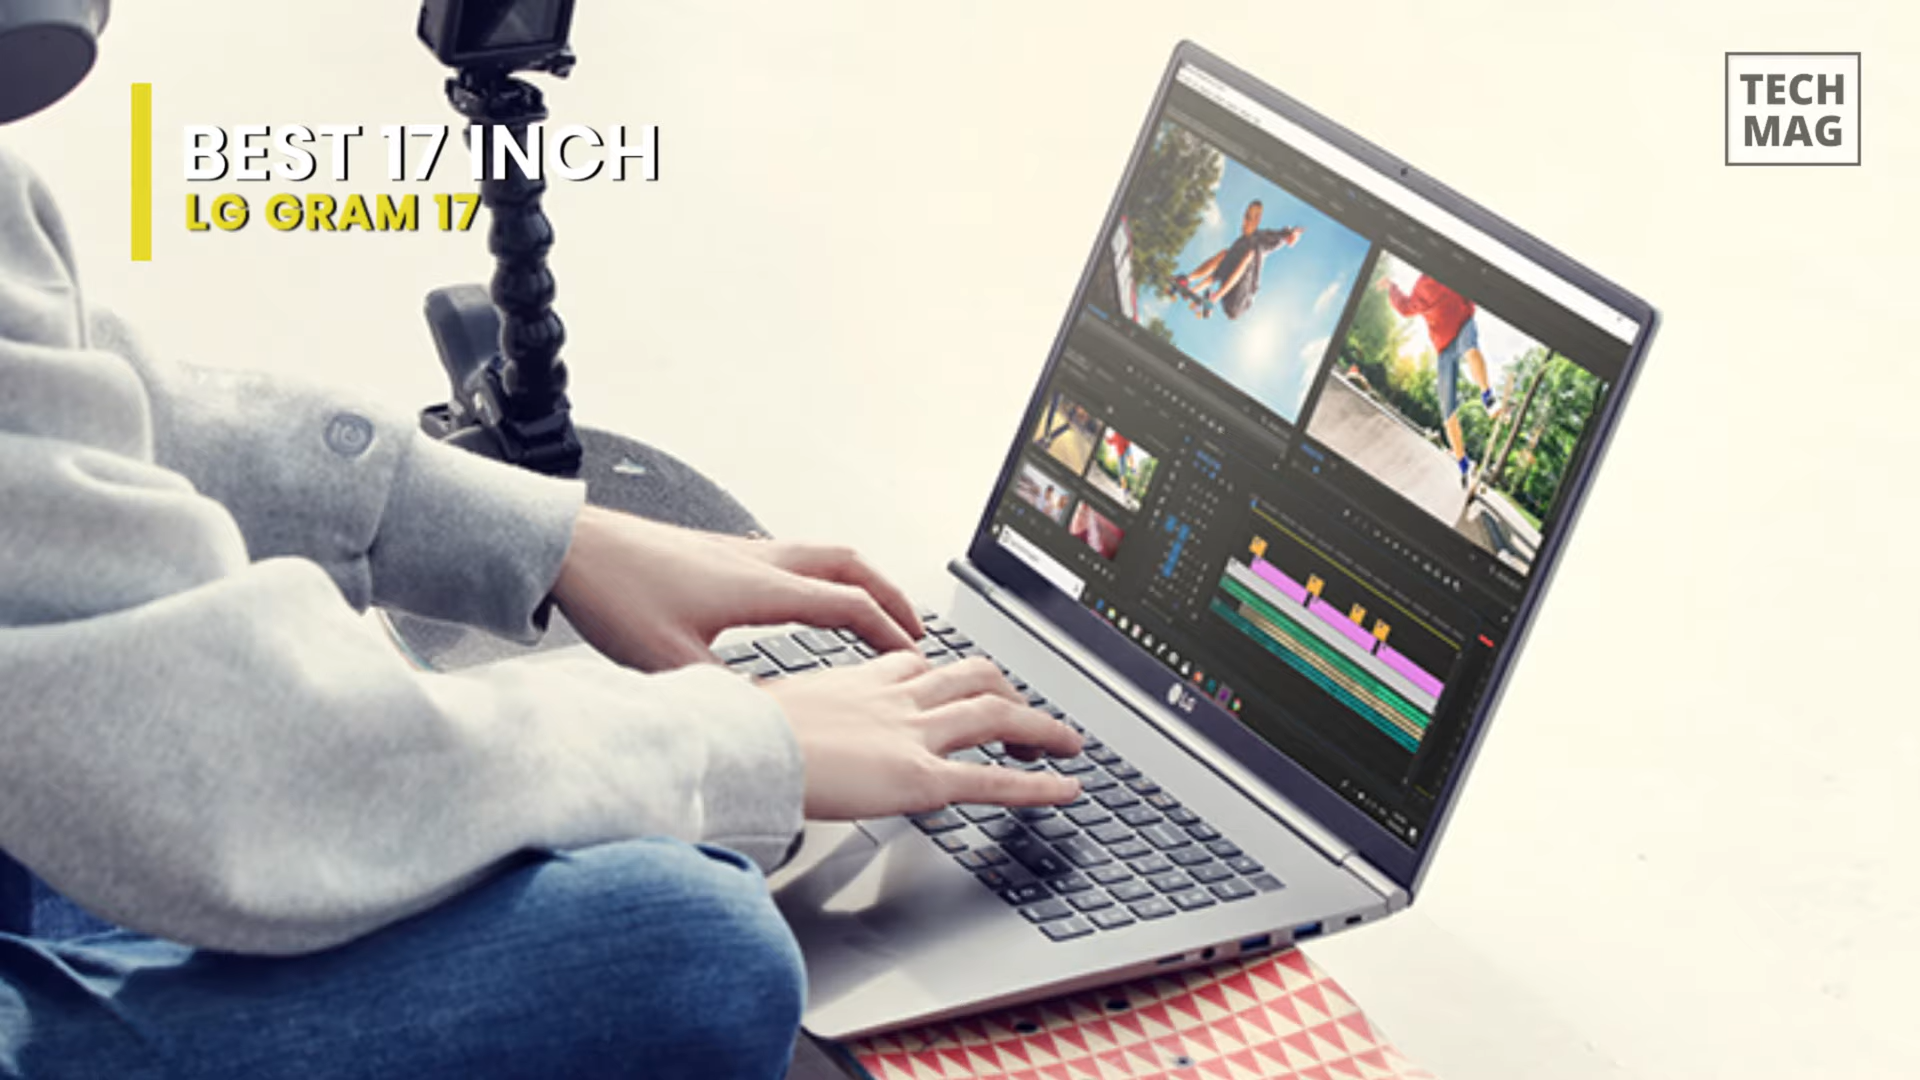 BEST 17 INCH
LG GRAM 17
TECH
MAG
LG